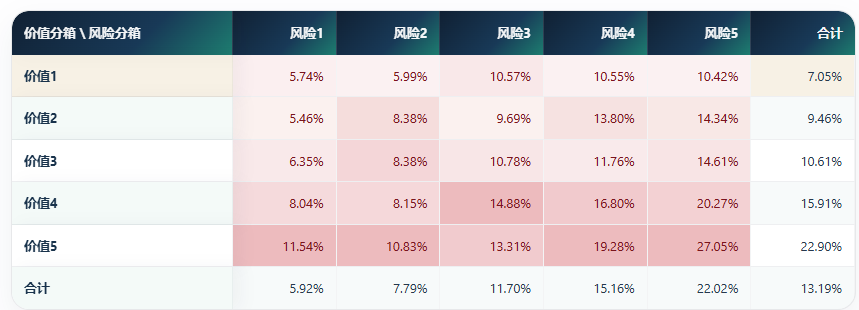 价值分箱 \ 风险分箱 风险1 风险2 风险3 风险4 风险5 合计
价值1 5.74% 5.99% 10.57% 10.55% 10.42% 7.05%
价值2 5.46% 8.38% 9.69% 13.80% 14.34% 9.46%
价值3 6.35% 8.38% 10.78% 11.76% 14.61% 10.61%
价值4 8.04% 8.15% 14.88% 16.80% 20.27% 15.91%
价值5 11.54% 10.83% 13.31% 19.28% 27.05% 22.90%
合计 5.92% 7.79% 11.70% 15.16% 22.02% 13.19%